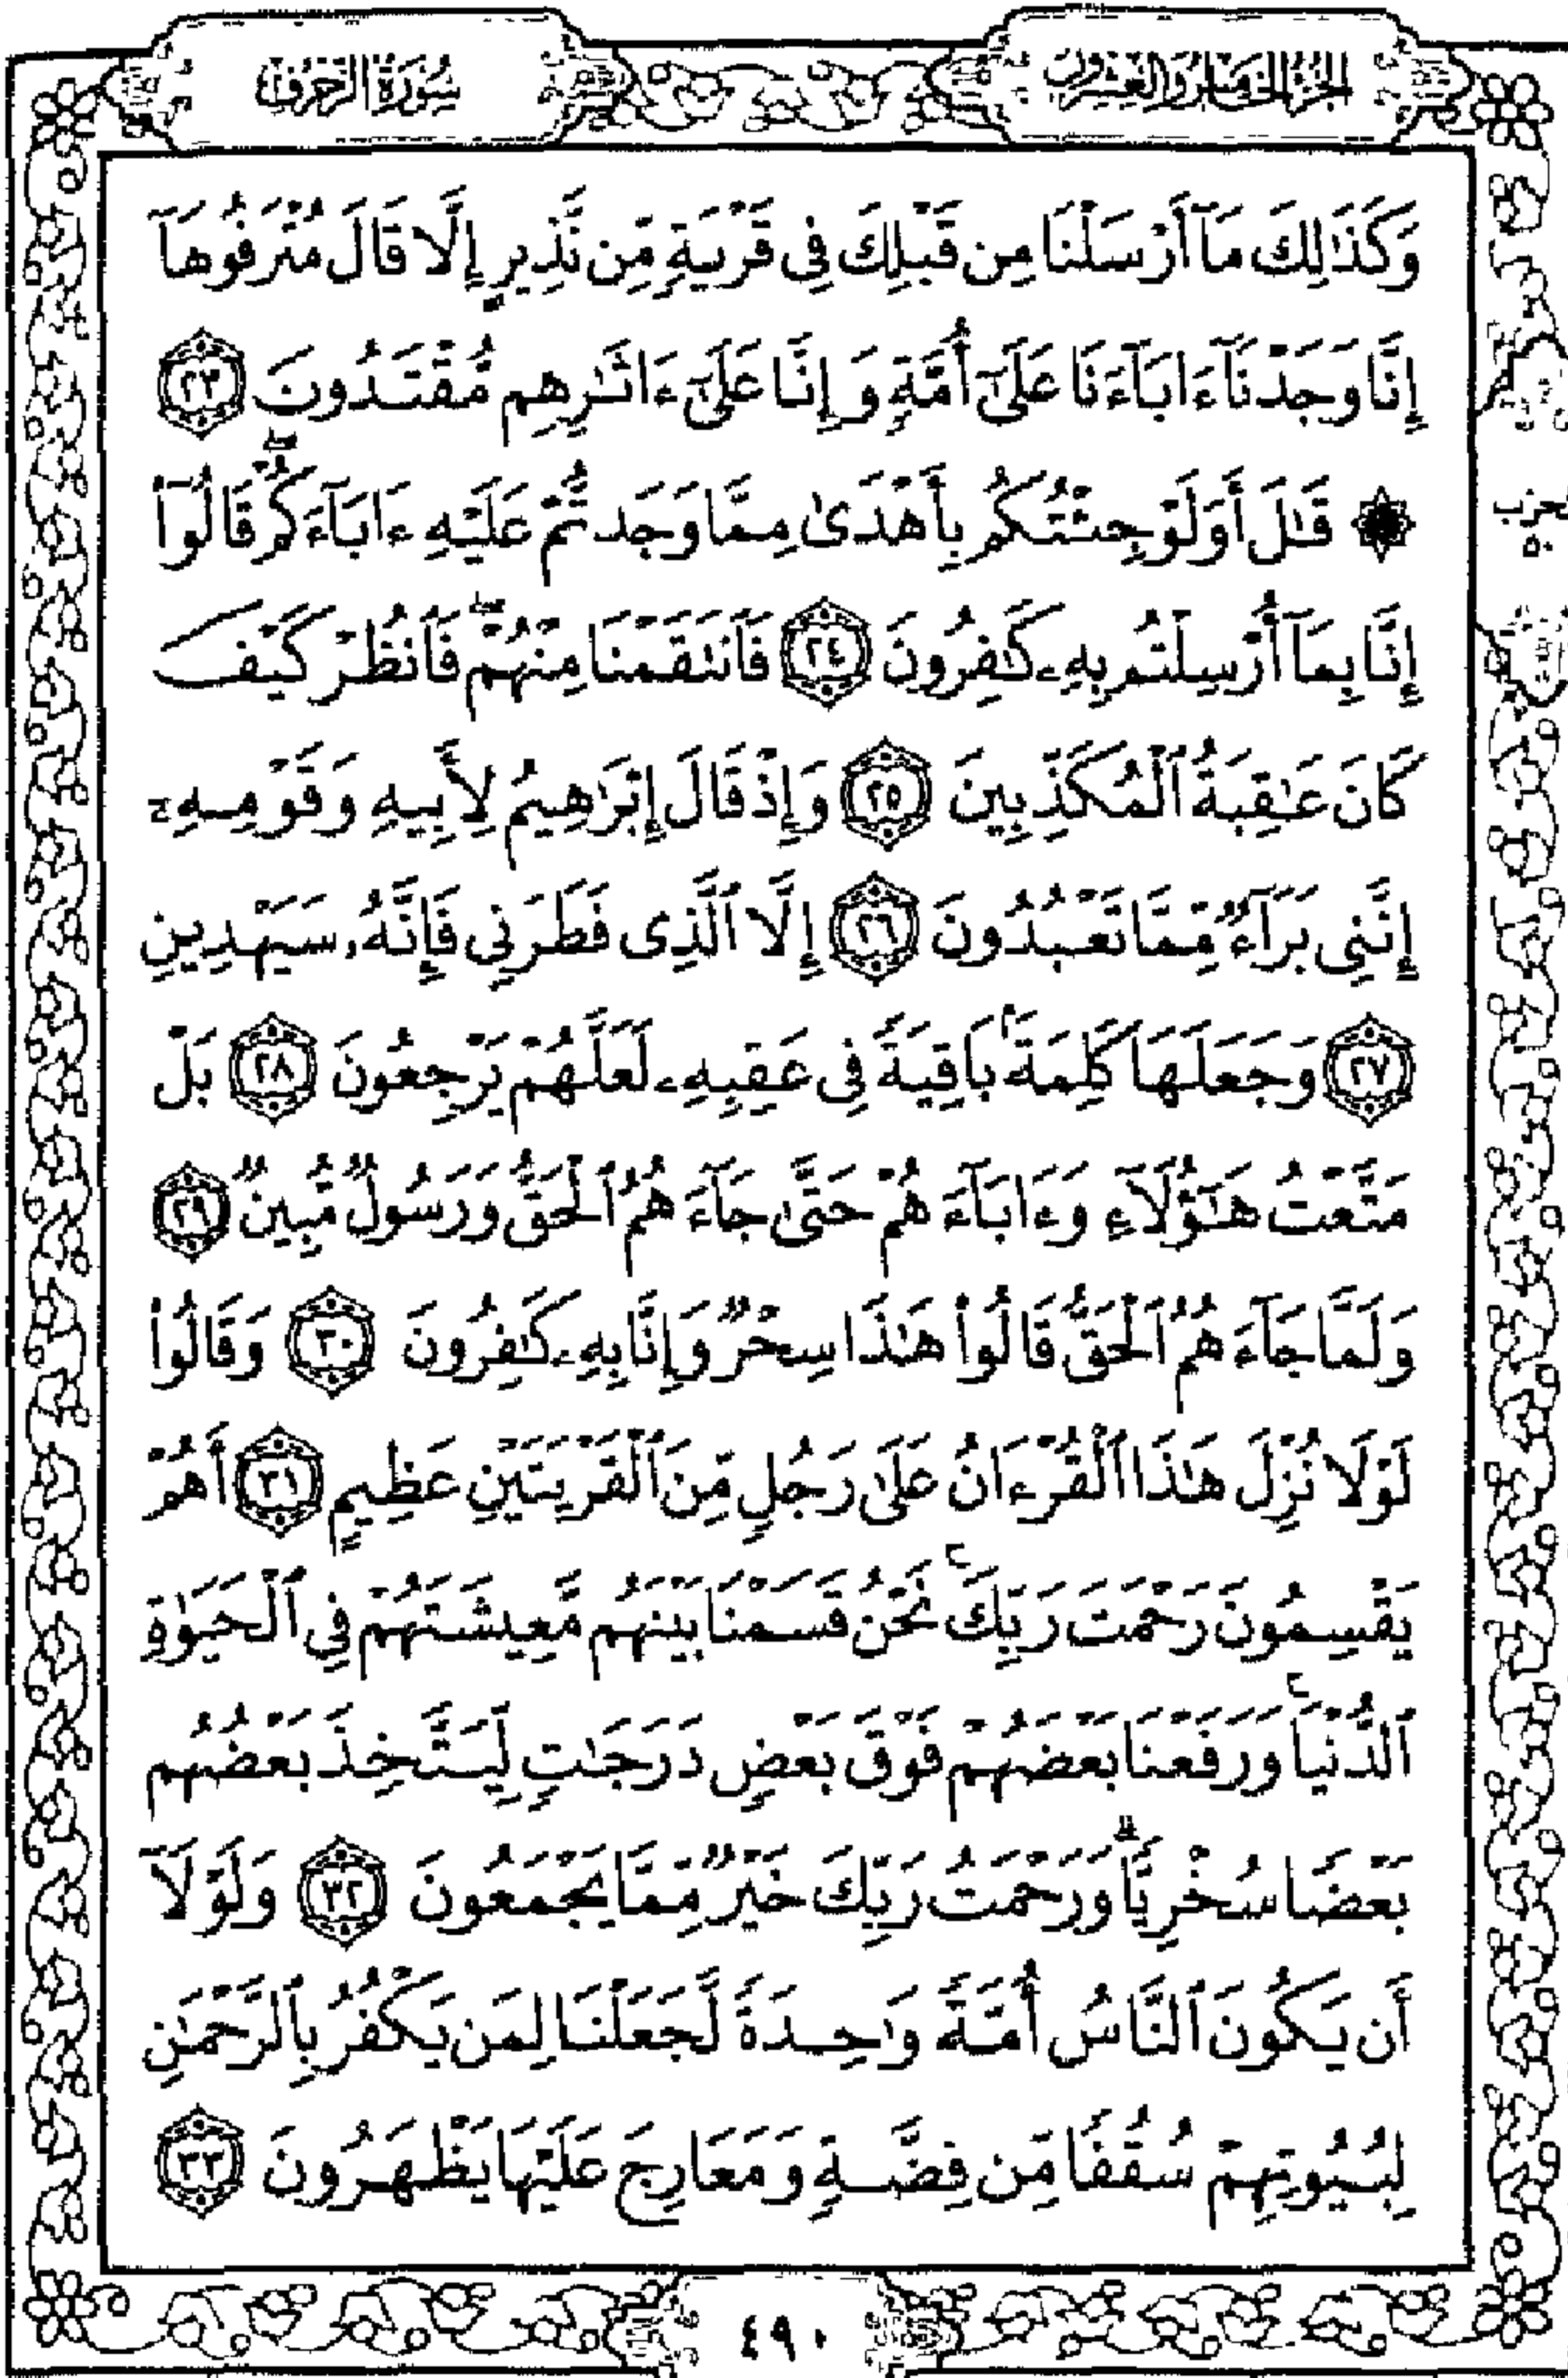 الجزء الخامس والعشرون
سورة الزخرف
وَكَذَٰلِكَ مَآ أَرْسَلْنَا مِن قَبْلِكَ فِى قَرْيَةٍ مِّن نَّذِيرٍ إِلَّا قَالَ مُتْرَفُوهَآ
إِنَّا وَجَدْنَآ ءَابَآءَنَا عَلَىٰٓ أُمَّةٍ وَإِنَّا عَلَىٰٓ ءَاثَٰرِهِم مُّقْتَدُونَ ٢٣
۞ قَٰلَ أَوَلَوْ جِئْتُكُم بِأَهْدَىٰ مِمَّا وَجَدتُّمْ عَلَيْهِ ءَابَآءَكُمْ ۖ قَالُوٓا۟
إِنَّا بِمَآ أُرْسِلْتُم بِهِۦ كَٰفِرُونَ ٢٤ فَٱنتَقَمْنَا مِنْهُمْ ۖ فَٱنظُرْ كَيْفَ
كَانَ عَٰقِبَةُ ٱلْمُكَذِّبِينَ ٢٥ وَإِذْ قَالَ إِبْرَٰهِيمُ لِأَبِيهِ وَقَوْمِهِۦٓ
إِنَّنِى بَرَآءٌ مِّمَّا تَعْبُدُونَ ٢٦ إِلَّا ٱلَّذِى فَطَرَنِى فَإِنَّهُۥ سَيَهْدِينِ
٢٧ وَجَعَلَهَا كَلِمَةًۢ بَاقِيَةً فِى عَقِبِهِۦ لَعَلَّهُمْ يَرْجِعُونَ ٢٨ بَلْ
مَتَّعْتُ هَٰٓؤُلَآءِ وَءَابَآءَهُمْ حَتَّىٰ جَآءَهُمُ ٱلْحَقُّ وَرَسُولٌ مُّبِينٌ ٢٩
وَلَمَّا جَآءَهُمُ ٱلْحَقُّ قَالُوا۟ هَٰذَا سِحْرٌ وَإِنَّا بِهِۦ كَٰفِرُونَ ٣٠ وَقَالُوا۟
لَوْلَا نُزِّلَ هَٰذَا ٱلْقُرْءَانُ عَلَىٰ رَجُلٍ مِّنَ ٱلْقَرْيَتَيْنِ عَظِيمٍ ٣١ أَهُمْ
يَقْسِمُونَ رَحْمَتَ رَبِّكَ ۚ نَحْنُ قَسَمْنَا بَيْنَهُم مَّعِيشَتَهُمْ فِى ٱلْحَيَوٰةِ
ٱلدُّنْيَا ۚ وَرَفَعْنَا بَعْضَهُمْ فَوْقَ بَعْضٍ دَرَجَٰتٍ لِّيَتَّخِذَ بَعْضُهُم
بَعْضًا سُخْرِيًّا ۗ وَرَحْمَتُ رَبِّكَ خَيْرٌ مِّمَّا يَجْمَعُونَ ٣٢ وَلَوْلَآ
أَن يَكُونَ ٱلنَّاسُ أُمَّةً وَٰحِدَةً لَّجَعَلْنَا لِمَن يَكْفُرُ بِٱلرَّحْمَٰنِ
لِبُيُوتِهِمْ سُقُفًا مِّن فِضَّةٍ وَمَعَارِجَ عَلَيْهَا يَظْهَرُونَ ٣٣
٤٩٠